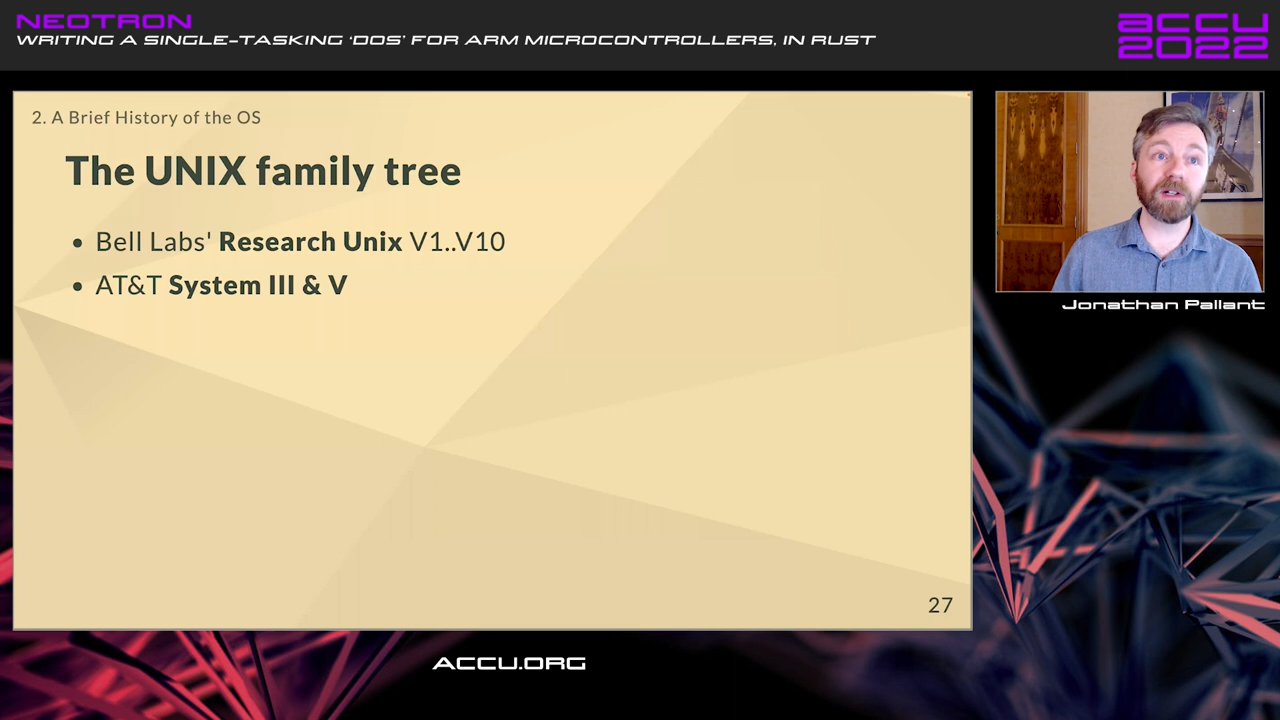 NEOTRON
WRITING A SINGLE-TASKING 'DOS' FOR ARM MICROCONTROLLERS, IN RUST
accu
2022
2. A Brief History of the OS
The UNIX family tree
• Bell Labs' Research Unix V1..V10
• AT&T System III & V
27
Jonathan Pallant
ACCU.ORG